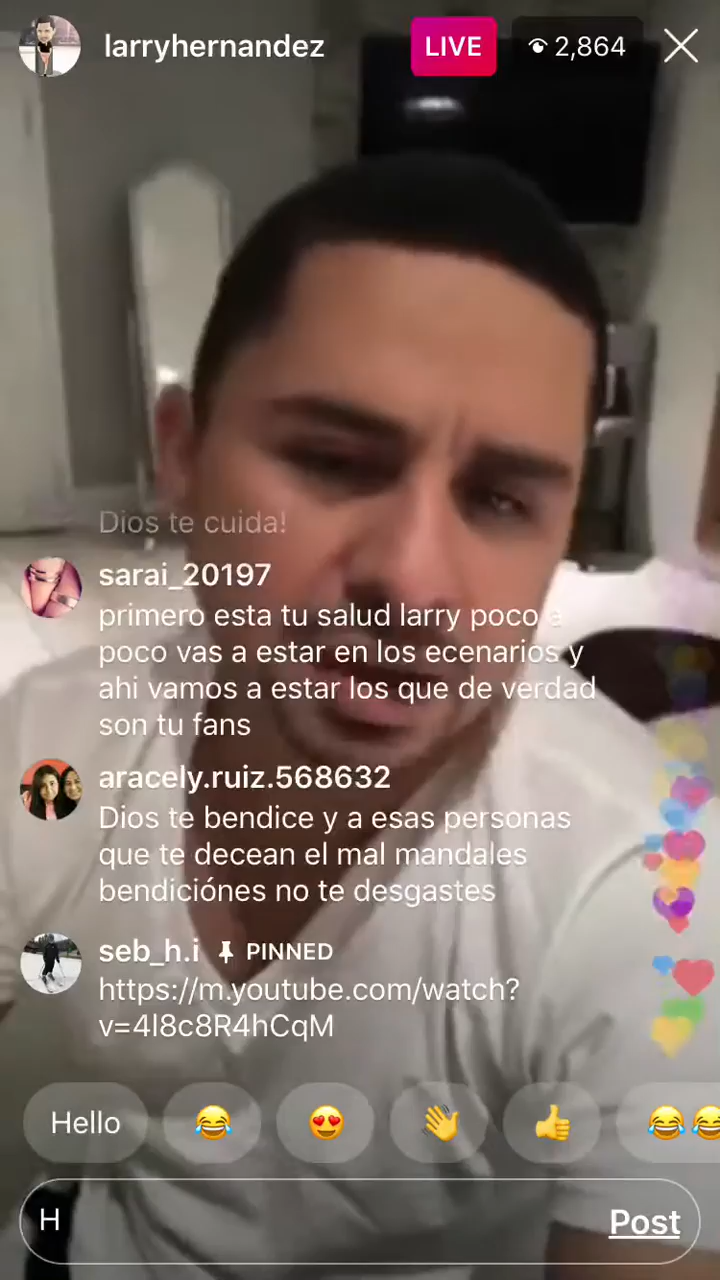 larryhernandez
LIVE
2,864
Dios te cuida!
sarai_20197
primero esta tu salud larry poco a
poco vas a estar en los ecenarios y
ahi vamos a estar los que de verdad
son tu fans
aracely.ruiz.568632
Dios te bendice y a esas personas
que te decean el mal mandales
bendiciónes no te desgastes
seb_h.i PINNED
https://m.youtube.com/watch?
v=4l8c8R4hCqM
Hello
H
Post